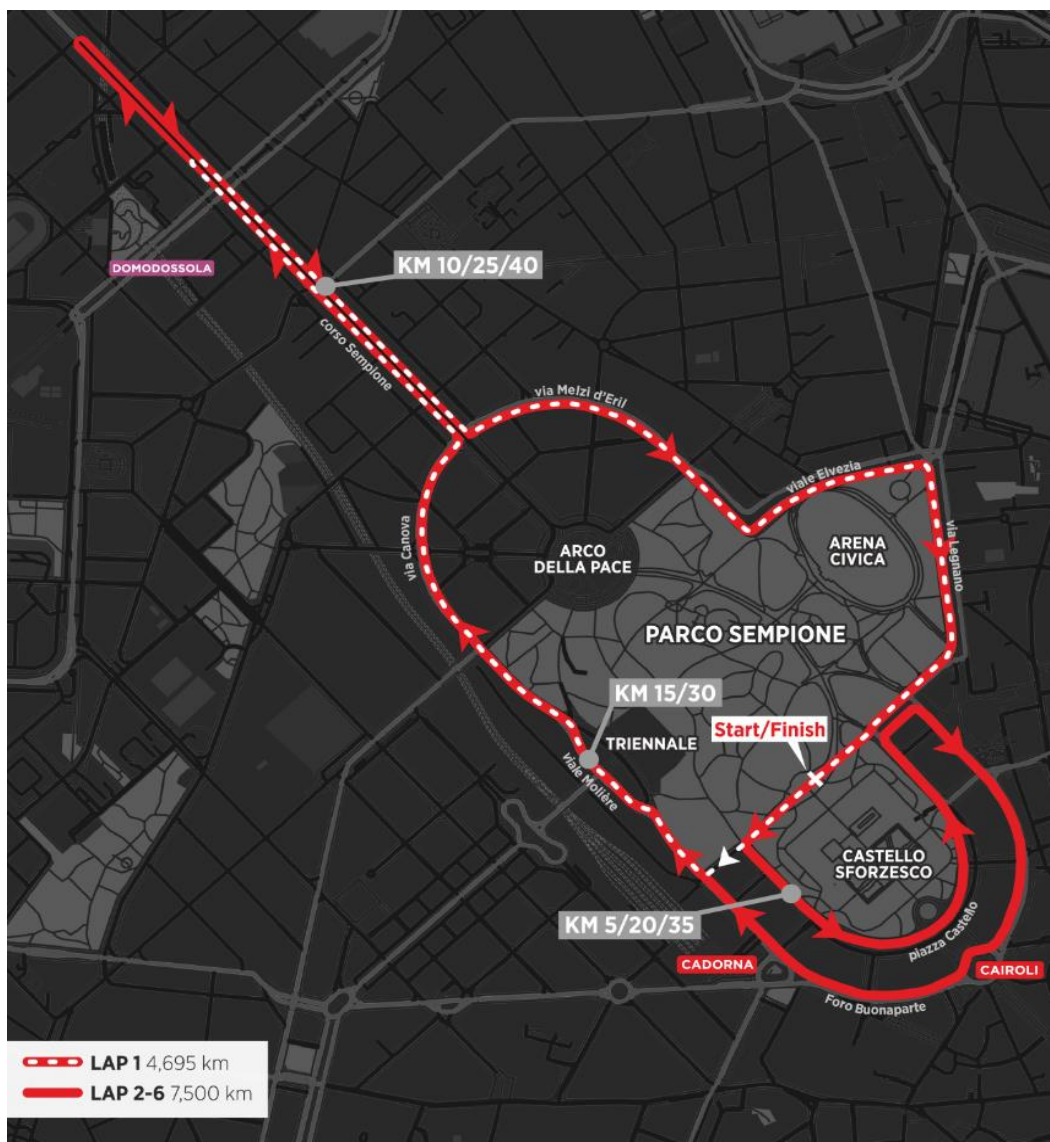 KM 10/25/40
DOMODOSSOLA
corso Sempione
via Melzi d'Eril
viale Elvezia
via Canova
ARCO
DELLA PACE
ARENA
CIVICA
via Legnano
PARCO SEMPIONE
KM 15/30
Start/Finish
TRIENNALE
viale Molière
CASTELLO
SFORZESCO
KM 5/20/35
piazza Castello
CADORNA
CAIROLI
Foro Buonaparte
LAP 1 4,695 km
LAP 2-6 7,500 km